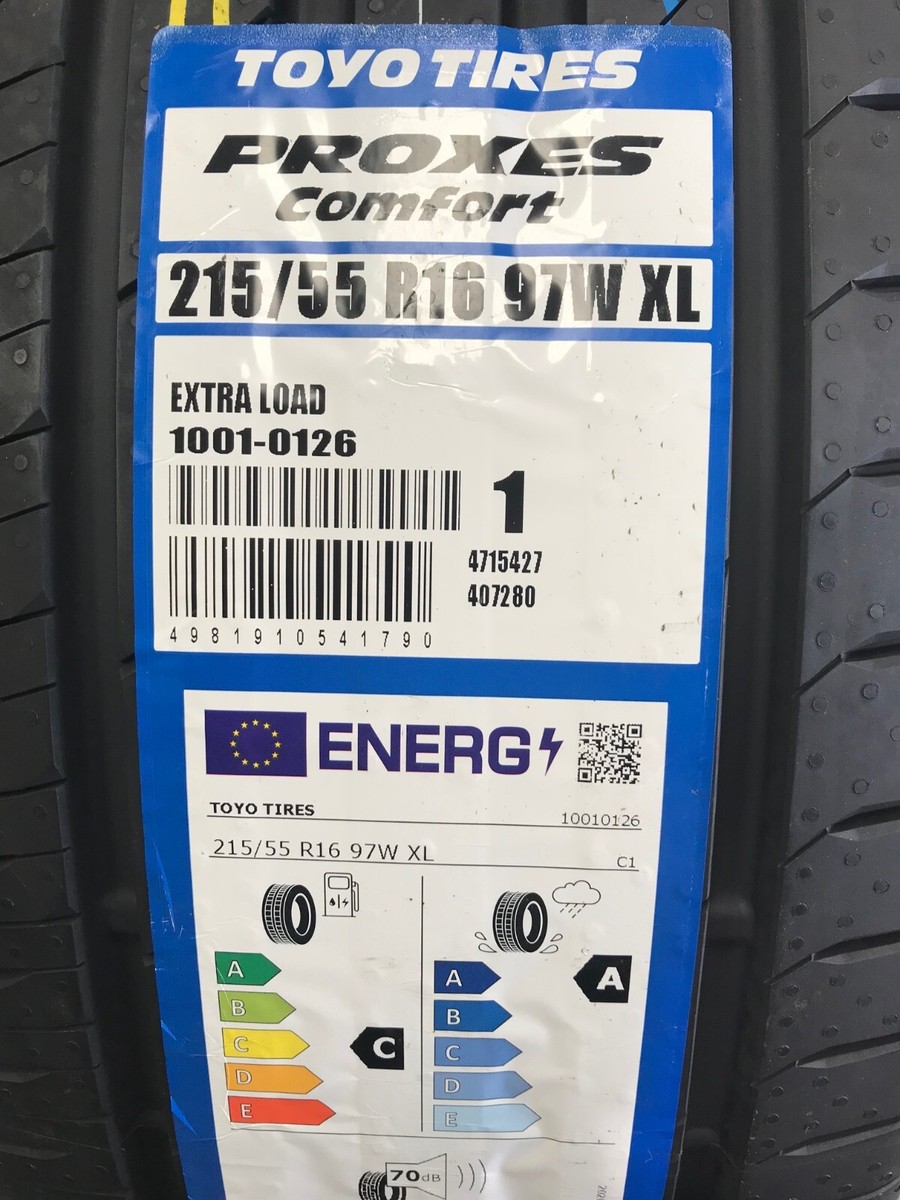 TOYO TIRES
PROXES
Comfort
215/55 R16 97W XL
EXTRA LOAD
1001-0126
1
4715427
407280
4981910541790
ENERG
TOYO TIRES
10010126
215/55 R16 97W XL
C1
A
B
C
D
E
C
A
B
C
D
E
A
70dB